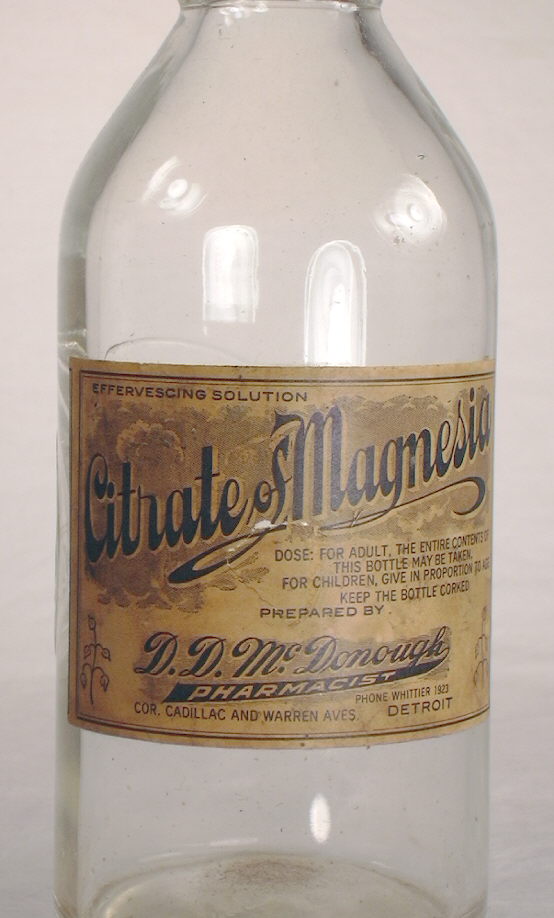 EFFERVESCING SOLUTION
Citrate of Magnesia
DOSE: FOR ADULT, THE ENTIRE CONTENTS OF
THIS BOTTLE MAY BE TAKEN.
FOR CHILDREN, GIVE IN PROPORTION TO AGE
KEEP THE BOTTLE CORKED
PREPARED BY
D. D. Mc Donough
PHARMACIST
PHONE WHITTIER 1923
COR. CADILLAC AND WARREN AVES. DETROIT